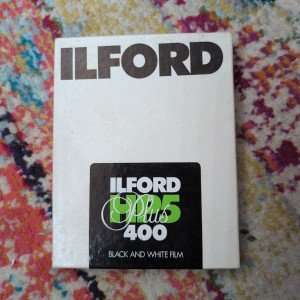 ILFORD
ILFORD
HP5
Plus
400
BLACK AND WHITE FILM